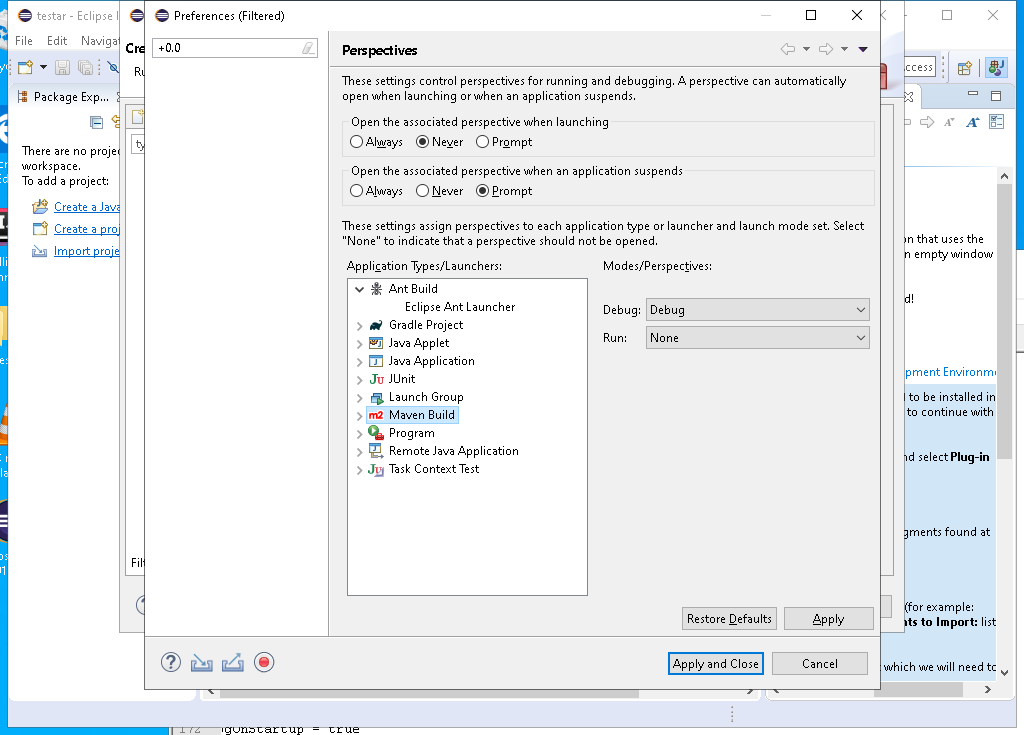 testar - Eclipse I
File Edit Navigat
Package Exp...
There are no projec
workspace.
To add a project:
Create a Java
Create a proj
Import proje
Cre
Ru
ty
Filt
Preferences (Filtered)
+0.0
Perspectives
These settings control perspectives for running and debugging. A perspective can automatically
open when launching or when an application suspends.
Open the associated perspective when launching
Always Never Prompt
Open the associated perspective when an application suspends
Always Never Prompt
These settings assign perspectives to each application type or launcher and launch mode set. Select
"None" to indicate that a perspective should not be opened.
Application Types/Launchers:
Modes/Perspectives:
Ant Build
Eclipse Ant Launcher
Gradle Project
Java Applet
Java Application
JUnit
Launch Group
m2 Maven Build
Program
Remote Java Application
Task Context Test
Debug: Debug
Run: None
Restore Defaults Apply
Apply and Close Cancel
ccess
on that uses the
n empty window
d!
pment Environme
l to be installed in
to continue with
nd select Plug-in
gments found at
(for example:
nts to Import: list
which we will need to
172 gOnStartup = true